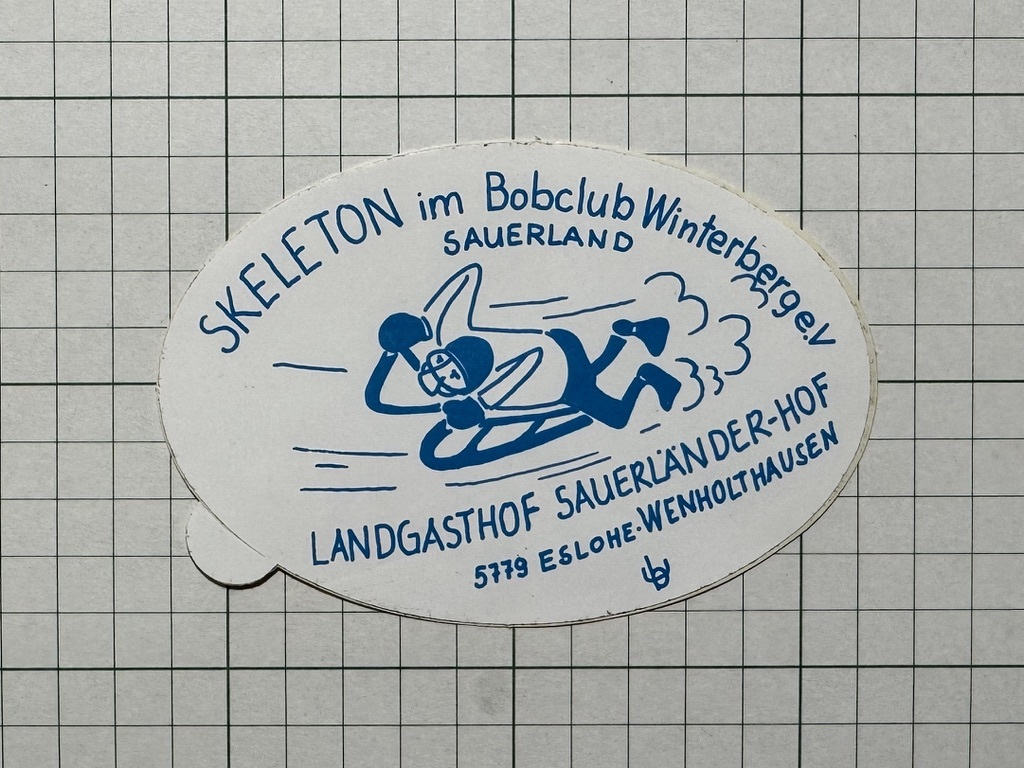 SKELETON im Bobclub Winterberg e.V
SAUERLAND
LANDGASTHOF SAUERLÄNDER-HOF
5779 ESLOHE-WENHOLTHAUSEN